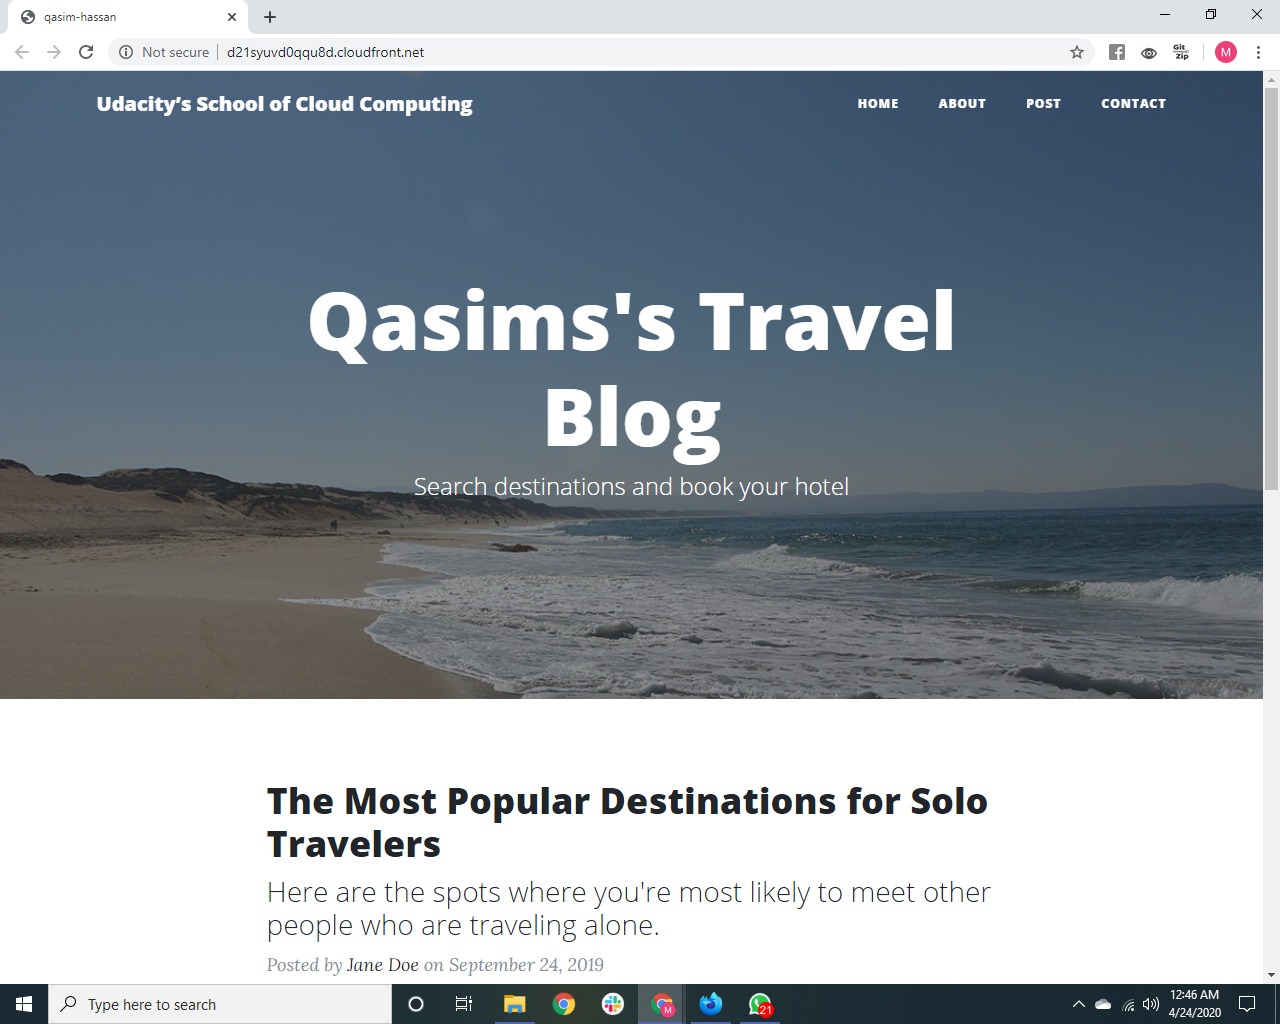 qasim-hassan
Not secure
d21syuvd0qqu8d.cloudfront.net
Git
Zip
M
Udacity’s School of Cloud Computing
HOME
ABOUT
POST
CONTACT
Qasims's Travel
Blog
Search destinations and book your hotel
The Most Popular Destinations for Solo
Travelers
Here are the spots where you're most likely to meet other
people who are traveling alone.
Posted by Jane Doe on September 24, 2019
Type here to search
M
21
12:46 AM
4/24/2020